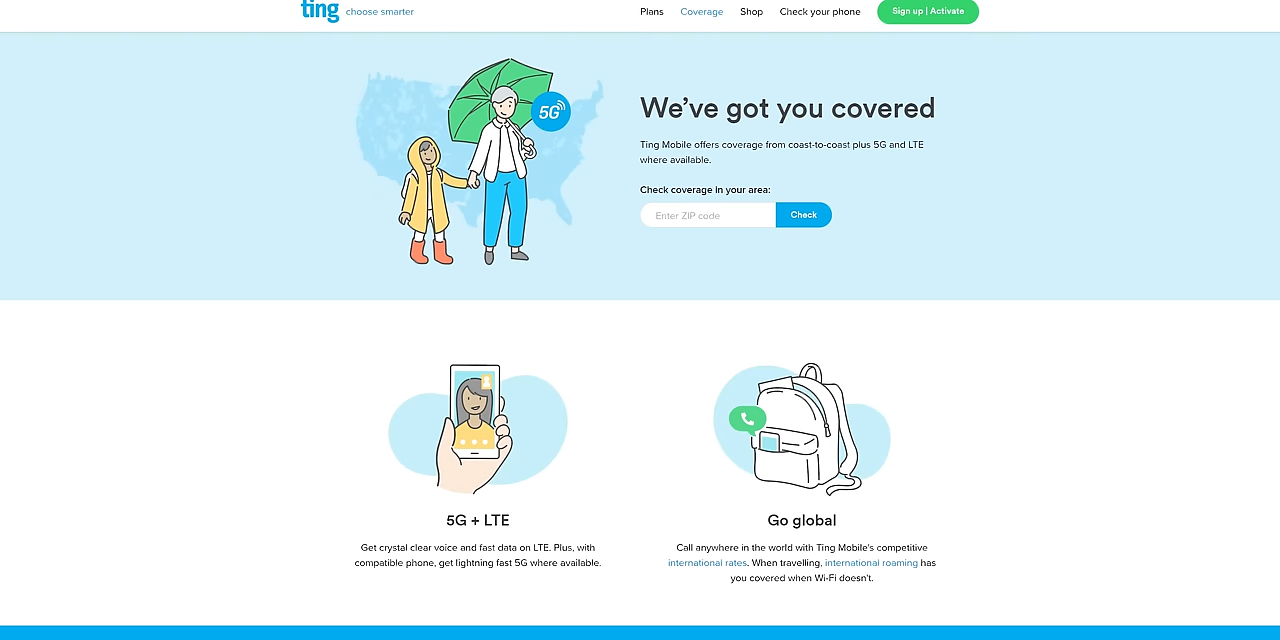 ting choose smarter
Plans Coverage Shop Check your phone Sign up | Activate
5G
We've got you covered
Ting Mobile offers coverage from coast-to-coast plus 5G and LTE
where available.
Check coverage in your area:
Enter ZIP code Check
5G + LTE
Get crystal clear voice and fast data on LTE. Plus, with
compatible phone, get lightning fast 5G where available.
Go global
Call anywhere in the world with Ting Mobile's competitive
international rates. When travelling, international roaming has
you covered when Wi-Fi doesn't.